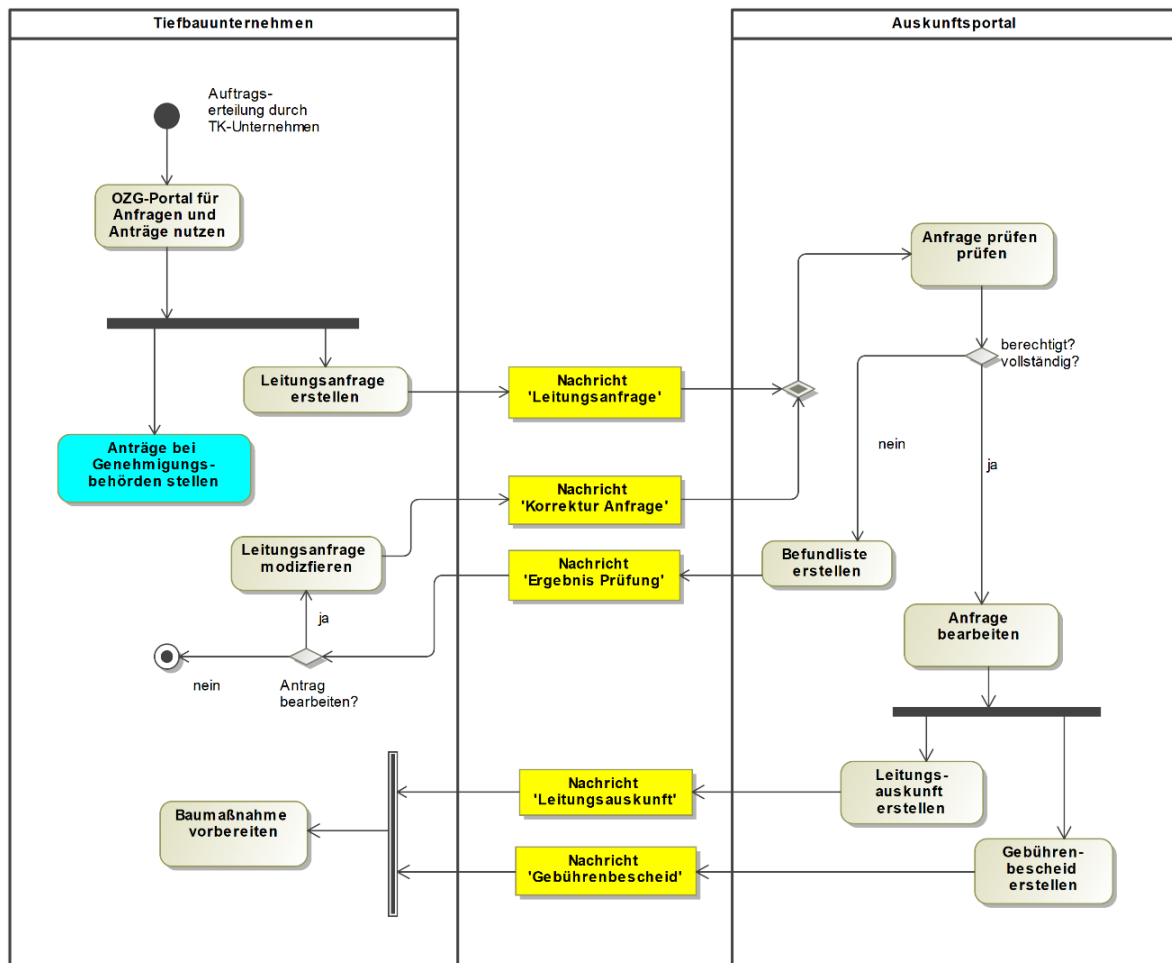 Tiefbauunternehmen
Auskunftsportal
Auftrags-
erteilung durch
TK-Unternehmen
OZG-Portal für
Anfragen und
Anträge nutzen
Anfrage prüfen
prüfen
berechtigt?
vollständig?
Leitungsanfrage
erstellen
Nachricht
'Leitungsanfrage'
nein
ja
Anträge bei
Genehmigungs-
behörden stellen
Nachricht
'Korrektur Anfrage'
Leitungsanfrage
modizfieren
Nachricht
'Ergebnis Prüfung'
Befundliste
erstellen
ja
Anfrage
bearbeiten
nein
Antrag
bearbeiten?
Nachricht
'Leitungsauskunft'
Leitungs-
auskunft
erstellen
Baumaßnahme
vorbereiten
Nachricht
'Gebührenbescheid'
Gebühren-
bescheid
erstellen